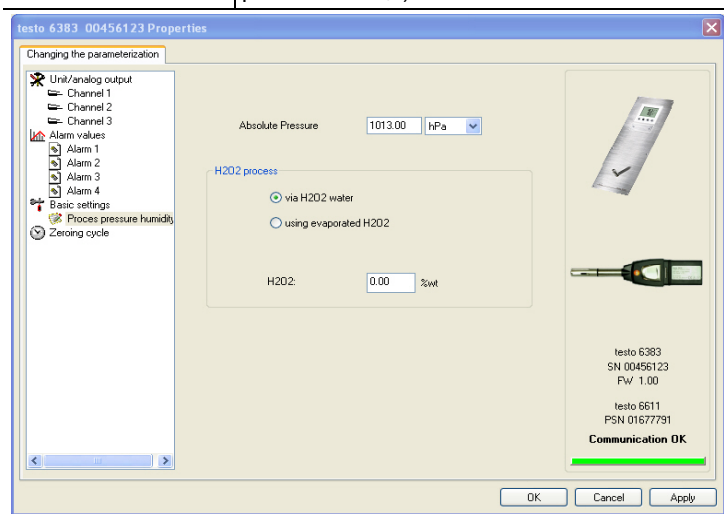 testo 6383 00456123 Properties
Changing the parameterization
Unit/analog output
Channel 1
Channel 2
Channel 3
Alarm values
Alarm 1
Alarm 2
Alarm 3
Alarm 4
Basic settings
Proces pressure humidity
Zeroing cycle
Absolute Pressure 1013.00 hPa
H2O2 process
via H2O2 water
using evaporated H2O2
H2O2: 0.00 %wt
testo 6383
SN 00456123
FW 1.00
testo 6611
PSN 01677791
Communication OK
OK Cancel Apply